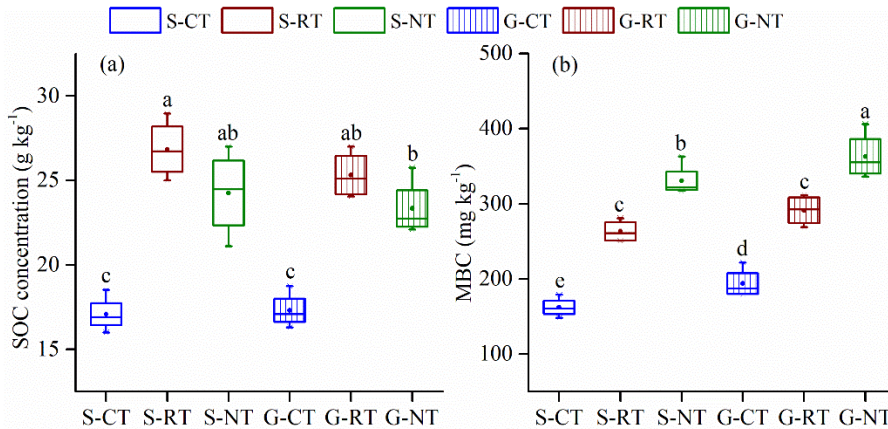 S-CT S-RT S-NT G-CT G-RT G-NT
(a)
SOC concentration (g kg⁻¹)
30
25
20
15
c
a
ab
c
ab
b
S-CT S-RT S-NT G-CT G-RT G-NT
(b)
MBC (mg kg⁻¹)
500
400
300
200
100
e
c
b
d
c
a
S-CT S-RT S-NT G-CT G-RT G-NT